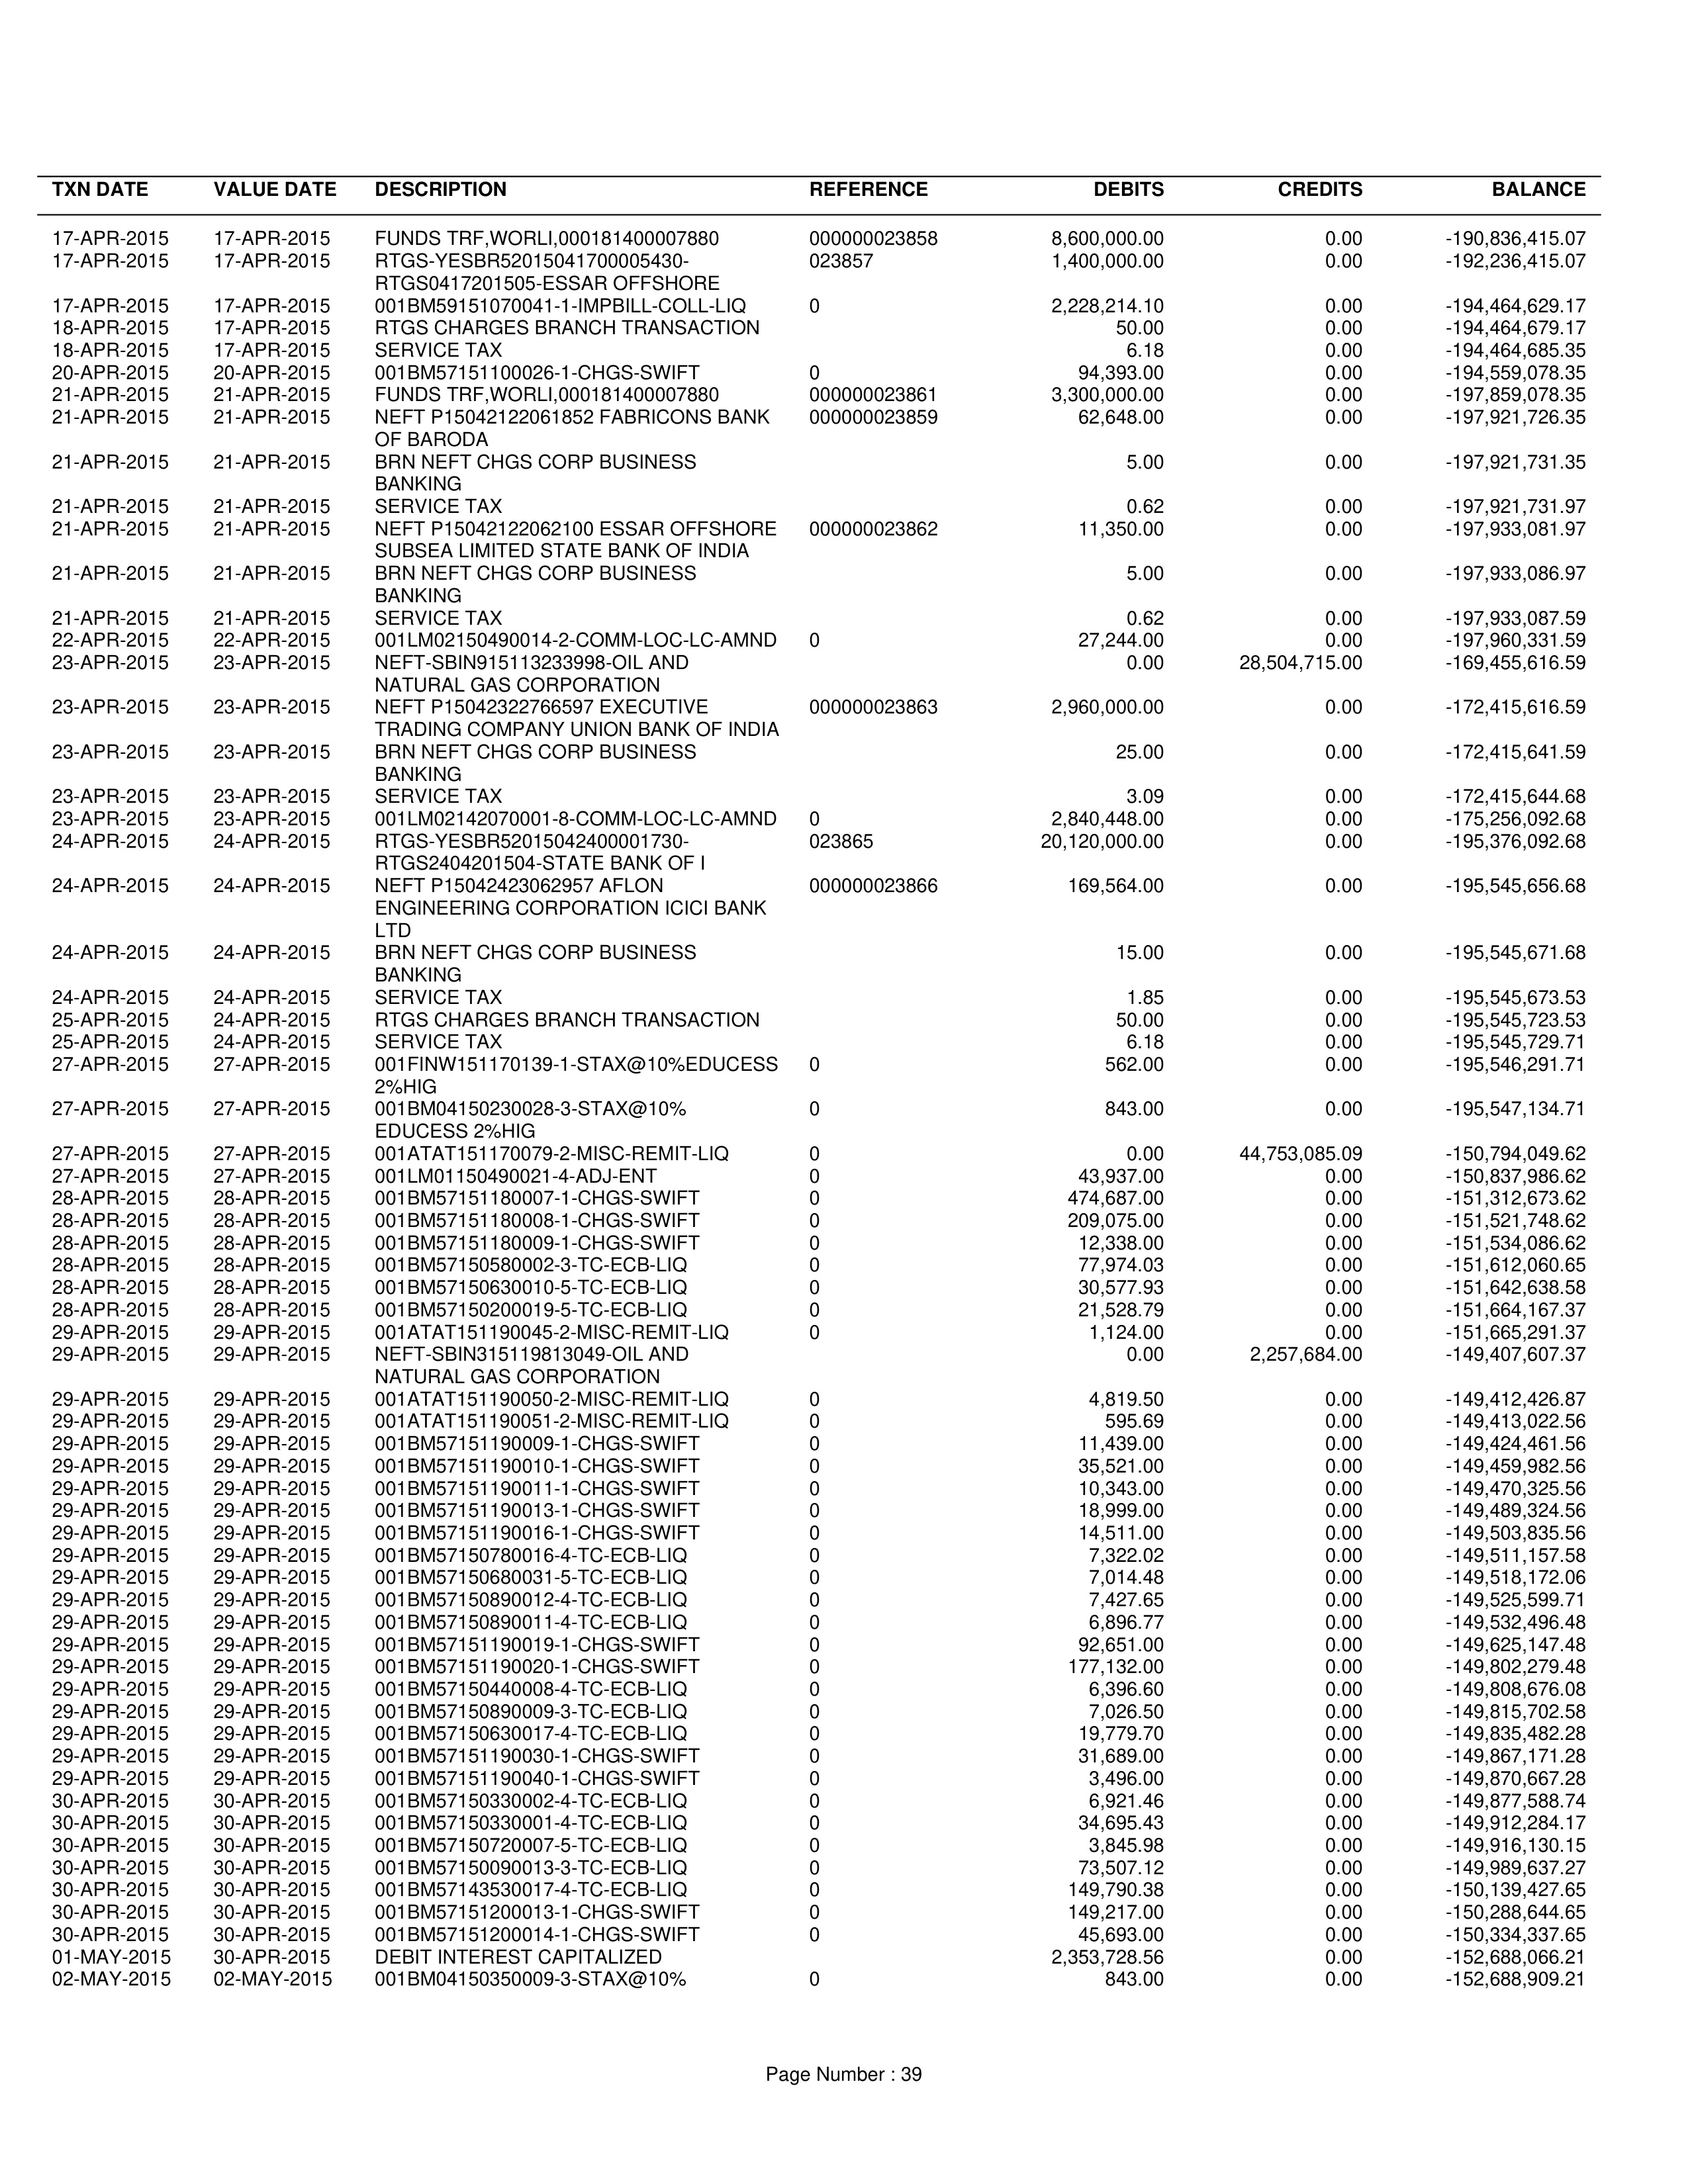 TXN DATE VALUE DATE DESCRIPTION REFERENCE DEBITS CREDITS BALANCE
17-APR-2015 17-APR-2015 FUNDS TRF,WORLI,000181400007880 000000023858 8,600,000.00 0.00 -190,836,415.07
17-APR-2015 17-APR-2015 RTGS-YESBR52015041700005430- 023857 1,400,000.00 0.00 -192,236,415.07
RTGS0417201505-ESSAR OFFSHORE
17-APR-2015 17-APR-2015 001BM59151070041-1-IMPBILL-COLL-LIQ 0 2,228,214.10 0.00 -194,464,629.17
18-APR-2015 17-APR-2015 RTGS CHARGES BRANCH TRANSACTION 50.00 0.00 -194,464,679.17
18-APR-2015 17-APR-2015 SERVICE TAX 6.18 0.00 -194,464,685.35
20-APR-2015 20-APR-2015 001BM57151100026-1-CHGS-SWIFT 0 94,393.00 0.00 -194,559,078.35
21-APR-2015 21-APR-2015 FUNDS TRF,WORLI,000181400007880 000000023861 3,300,000.00 0.00 -197,859,078.35
21-APR-2015 21-APR-2015 NEFT P15042122061852 FABRICONS BANK 000000023859 62,648.00 0.00 -197,921,726.35
OF BARODA
21-APR-2015 21-APR-2015 BRN NEFT CHGS CORP BUSINESS 5.00 0.00 -197,921,731.35
BANKING
21-APR-2015 21-APR-2015 SERVICE TAX 0.62 0.00 -197,921,731.97
21-APR-2015 21-APR-2015 NEFT P15042122062100 ESSAR OFFSHORE 000000023862 11,350.00 0.00 -197,933,081.97
SUBSEA LIMITED STATE BANK OF INDIA
21-APR-2015 21-APR-2015 BRN NEFT CHGS CORP BUSINESS 5.00 0.00 -197,933,086.97
BANKING
21-APR-2015 21-APR-2015 SERVICE TAX 0.62 0.00 -197,933,087.59
22-APR-2015 22-APR-2015 001LM02150490014-2-COMM-LOC-LC-AMND 0 27,244.00 0.00 -197,960,331.59
23-APR-2015 23-APR-2015 NEFT-SBIN915113233998-OIL AND 0.00 28,504,715.00 -169,455,616.59
NATURAL GAS CORPORATION
23-APR-2015 23-APR-2015 NEFT P15042322766597 EXECUTIVE 000000023863 2,960,000.00 0.00 -172,415,616.59
TRADING COMPANY UNION BANK OF INDIA
23-APR-2015 23-APR-2015 BRN NEFT CHGS CORP BUSINESS 25.00 0.00 -172,415,641.59
BANKING
23-APR-2015 23-APR-2015 SERVICE TAX 3.09 0.00 -172,415,644.68
23-APR-2015 23-APR-2015 001LM02142070001-8-COMM-LOC-LC-AMND 0 2,840,448.00 0.00 -175,256,092.68
24-APR-2015 24-APR-2015 RTGS-YESBR52015042400001730- 023865 20,120,000.00 0.00 -195,376,092.68
RTGS2404201504-STATE BANK OF I
24-APR-2015 24-APR-2015 NEFT P15042423062957 AFLON 000000023866 169,564.00 0.00 -195,545,656.68
ENGINEERING CORPORATION ICICI BANK
LTD
24-APR-2015 24-APR-2015 BRN NEFT CHGS CORP BUSINESS 15.00 0.00 -195,545,671.68
BANKING
24-APR-2015 24-APR-2015 SERVICE TAX 1.85 0.00 -195,545,673.53
25-APR-2015 24-APR-2015 RTGS CHARGES BRANCH TRANSACTION 50.00 0.00 -195,545,723.53
25-APR-2015 24-APR-2015 SERVICE TAX 6.18 0.00 -195,545,729.71
27-APR-2015 27-APR-2015 001FINW151170139-1-STAX@10%EDUCESS 0 562.00 0.00 -195,546,291.71
2%HIG
27-APR-2015 27-APR-2015 001BM04150230028-3-STAX@10% 0 843.00 0.00 -195,547,134.71
EDUCESS 2%HIG
27-APR-2015 27-APR-2015 001ATAT151170079-2-MISC-REMIT-LIQ 0 0.00 44,753,085.09 -150,794,049.62
27-APR-2015 27-APR-2015 001LM01150490021-4-ADJ-ENT 0 43,937.00 0.00 -150,837,986.62
28-APR-2015 28-APR-2015 001BM57151180007-1-CHGS-SWIFT 0 474,687.00 0.00 -151,312,673.62
28-APR-2015 28-APR-2015 001BM57151180008-1-CHGS-SWIFT 0 209,075.00 0.00 -151,521,748.62
28-APR-2015 28-APR-2015 001BM57151180009-1-CHGS-SWIFT 0 12,338.00 0.00 -151,534,086.62
28-APR-2015 28-APR-2015 001BM57150580002-3-TC-ECB-LIQ 0 77,974.03 0.00 -151,612,060.65
28-APR-2015 28-APR-2015 001BM57150630010-5-TC-ECB-LIQ 0 30,577.93 0.00 -151,642,638.58
28-APR-2015 28-APR-2015 001BM57150200019-5-TC-ECB-LIQ 0 21,528.79 0.00 -151,664,167.37
29-APR-2015 29-APR-2015 001ATAT151190045-2-MISC-REMIT-LIQ 0 1,124.00 0.00 -151,665,291.37
29-APR-2015 29-APR-2015 NEFT-SBIN315119813049-OIL AND 0.00 2,257,684.00 -149,407,607.37
NATURAL GAS CORPORATION
29-APR-2015 29-APR-2015 001ATAT151190050-2-MISC-REMIT-LIQ 0 4,819.50 0.00 -149,412,426.87
29-APR-2015 29-APR-2015 001ATAT151190051-2-MISC-REMIT-LIQ 0 595.69 0.00 -149,413,022.56
29-APR-2015 29-APR-2015 001BM57151190009-1-CHGS-SWIFT 0 11,439.00 0.00 -149,424,461.56
29-APR-2015 29-APR-2015 001BM57151190010-1-CHGS-SWIFT 0 35,521.00 0.00 -149,459,982.56
29-APR-2015 29-APR-2015 001BM57151190011-1-CHGS-SWIFT 0 10,343.00 0.00 -149,470,325.56
29-APR-2015 29-APR-2015 001BM57151190013-1-CHGS-SWIFT 0 18,999.00 0.00 -149,489,324.56
29-APR-2015 29-APR-2015 001BM57151190016-1-CHGS-SWIFT 0 14,511.00 0.00 -149,503,835.56
29-APR-2015 29-APR-2015 001BM57150780016-4-TC-ECB-LIQ 0 7,322.02 0.00 -149,511,157.58
29-APR-2015 29-APR-2015 001BM57150680031-5-TC-ECB-LIQ 0 7,014.48 0.00 -149,518,172.06
29-APR-2015 29-APR-2015 001BM57150890012-4-TC-ECB-LIQ 0 7,427.65 0.00 -149,525,599.71
29-APR-2015 29-APR-2015 001BM57150890011-4-TC-ECB-LIQ 0 6,896.77 0.00 -149,532,496.48
29-APR-2015 29-APR-2015 001BM57151190019-1-CHGS-SWIFT 0 92,651.00 0.00 -149,625,147.48
29-APR-2015 29-APR-2015 001BM57151190020-1-CHGS-SWIFT 0 177,132.00 0.00 -149,802,279.48
29-APR-2015 29-APR-2015 001BM57150440008-4-TC-ECB-LIQ 0 6,396.60 0.00 -149,808,676.08
29-APR-2015 29-APR-2015 001BM57150890009-3-TC-ECB-LIQ 0 7,026.50 0.00 -149,815,702.58
29-APR-2015 29-APR-2015 001BM57150630017-4-TC-ECB-LIQ 0 19,779.70 0.00 -149,835,482.28
29-APR-2015 29-APR-2015 001BM57151190030-1-CHGS-SWIFT 0 31,689.00 0.00 -149,867,171.28
29-APR-2015 29-APR-2015 001BM57151190040-1-CHGS-SWIFT 0 3,496.00 0.00 -149,870,667.28
30-APR-2015 30-APR-2015 001BM57150330002-4-TC-ECB-LIQ 0 6,921.46 0.00 -149,877,588.74
30-APR-2015 30-APR-2015 001BM57150330001-4-TC-ECB-LIQ 0 34,695.43 0.00 -149,912,284.17
30-APR-2015 30-APR-2015 001BM57150720007-5-TC-ECB-LIQ 0 3,845.98 0.00 -149,916,130.15
30-APR-2015 30-APR-2015 001BM57150090013-3-TC-ECB-LIQ 0 73,507.12 0.00 -149,989,637.27
30-APR-2015 30-APR-2015 001BM57143530017-4-TC-ECB-LIQ 0 149,790.38 0.00 -150,139,427.65
30-APR-2015 30-APR-2015 001BM57151200013-1-CHGS-SWIFT 0 149,217.00 0.00 -150,288,644.65
30-APR-2015 30-APR-2015 001BM57151200014-1-CHGS-SWIFT 0 45,693.00 0.00 -150,334,337.65
01-MAY-2015 30-APR-2015 DEBIT INTEREST CAPITALIZED 2,353,728.56 0.00 -152,688,066.21
02-MAY-2015 02-MAY-2015 001BM04150350009-3-STAX@10% 0 843.00 0.00 -152,688,909.21
Page Number : 39